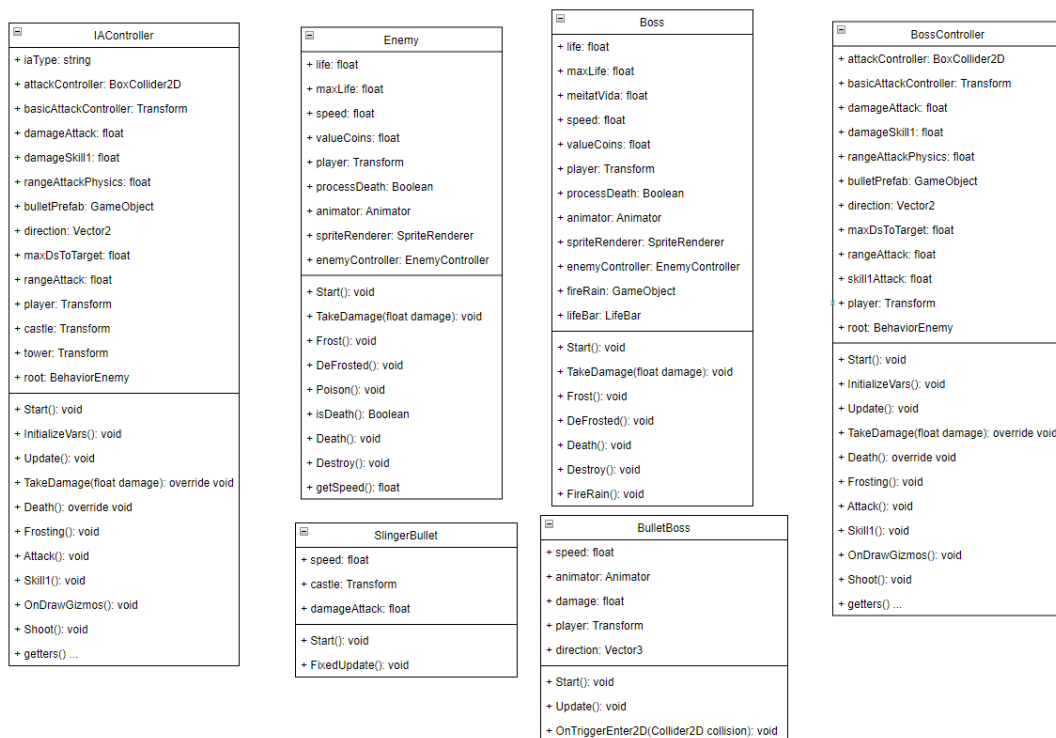 IAController
+ iaType: string
+ attackController: BoxCollider2D
+ basicAttackController: Transform
+ damageAttack: float
+ damageSkill1: float
+ rangeAttackPhysics: float
+ bulletPrefab: GameObject
+ direction: Vector2
+ maxDsToTarget: float
+ rangeAttack: float
+ player: Transform
+ castle: Transform
+ tower: Transform
+ root: BehaviorEnemy
+ Start(): void
+ InitializeVars(): void
+ Update(): void
+ TakeDamage(float damage): override void
+ Death(): override void
+ Frosting(): void
+ Attack(): void
+ Skill1(): void
+ OnDrawGizmos(): void
+ Shoot(): void
+ getters() ...
Enemy
+ life: float
+ maxLife: float
+ speed: float
+ valueCoins: float
+ player: Transform
+ processDeath: Boolean
+ animator: Animator
+ spriteRenderer: SpriteRenderer
+ enemyController: EnemyController
+ Start(): void
+ TakeDamage(float damage): void
+ Frost(): void
+ DeFrosted(): void
+ Poison(): void
+ isDeath(): Boolean
+ Death(): void
+ Destroy(): void
+ getSpeed(): float
SlingerBullet
+ speed: float
+ castle: Transform
+ damageAttack: float
+ Start(): void
+ FixedUpdate(): void
Boss
+ life: float
+ maxLife: float
+ meitatVida: float
+ speed: float
+ valueCoins: float
+ player: Transform
+ processDeath: Boolean
+ animator: Animator
+ spriteRenderer: SpriteRenderer
+ enemyController: EnemyController
+ fireRain: GameObject
+ lifeBar: LifeBar
+ Start(): void
+ TakeDamage(float damage): void
+ Frost(): void
+ DeFrosted(): void
+ Death(): void
+ Destroy(): void
+ FireRain(): void
BulletBoss
+ speed: float
+ animator: Animator
+ damage: float
+ player: Transform
+ direction: Vector3
+ Start(): void
+ Update(): void
+ OnTriggerEnter2D(Collider2D collision): void
BossController
+ attackController: BoxCollider2D
+ basicAttackController: Transform
+ damageAttack: float
+ damageSkill1: float
+ rangeAttackPhysics: float
+ bulletPrefab: GameObject
+ direction: Vector2
+ maxDsToTarget: float
+ rangeAttack: float
+ skill1Attack: float
+ player: Transform
+ root: BehaviorEnemy
+ Start(): void
+ InitializeVars(): void
+ Update(): void
+ TakeDamage(float damage): override void
+ Death(): override void
+ Frosting(): void
+ Attack(): void
+ Skill1(): void
+ OnDrawGizmos(): void
+ Shoot(): void
+ getters() ...